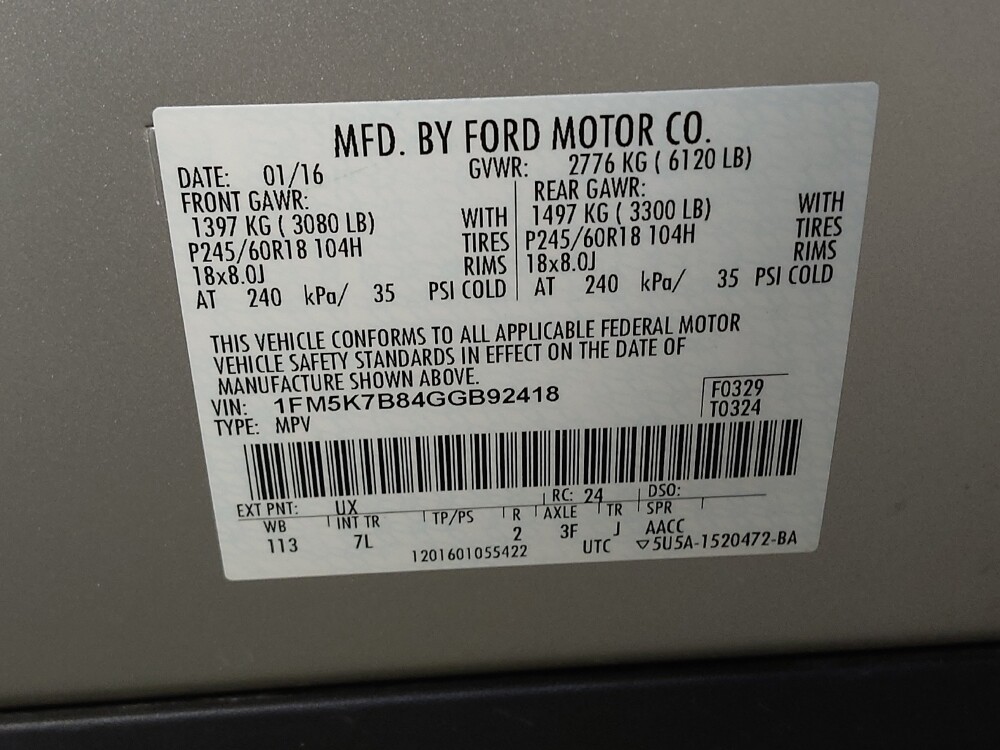 MFD. BY FORD MOTOR CO.
DATE: 01/16 GVWR: 2776 KG ( 6120 LB)
FRONT GAWR: REAR GAWR:
1397 KG ( 3080 LB) WITH 1497 KG ( 3300 LB) WITH
P245/60R18 104H TIRES P245/60R18 104H TIRES
18x8.0J RIMS 18x8.0J RIMS
AT 240 kPa/ 35 PSI COLD AT 240 kPa/ 35 PSI COLD
THIS VEHICLE CONFORMS TO ALL APPLICABLE FEDERAL MOTOR
VEHICLE SAFETY STANDARDS IN EFFECT ON THE DATE OF
MANUFACTURE SHOWN ABOVE.
VIN: 1FM5K7B84GGB92418 F0329
TYPE: MPV T0324
EXT PNT: UX RC: 24 DSO:
WB INT TR TP/PS R AXLE TR SPR
113 7L 2 3F J AACC
1201601055422 UTC ▽5U5A-1520472-BA